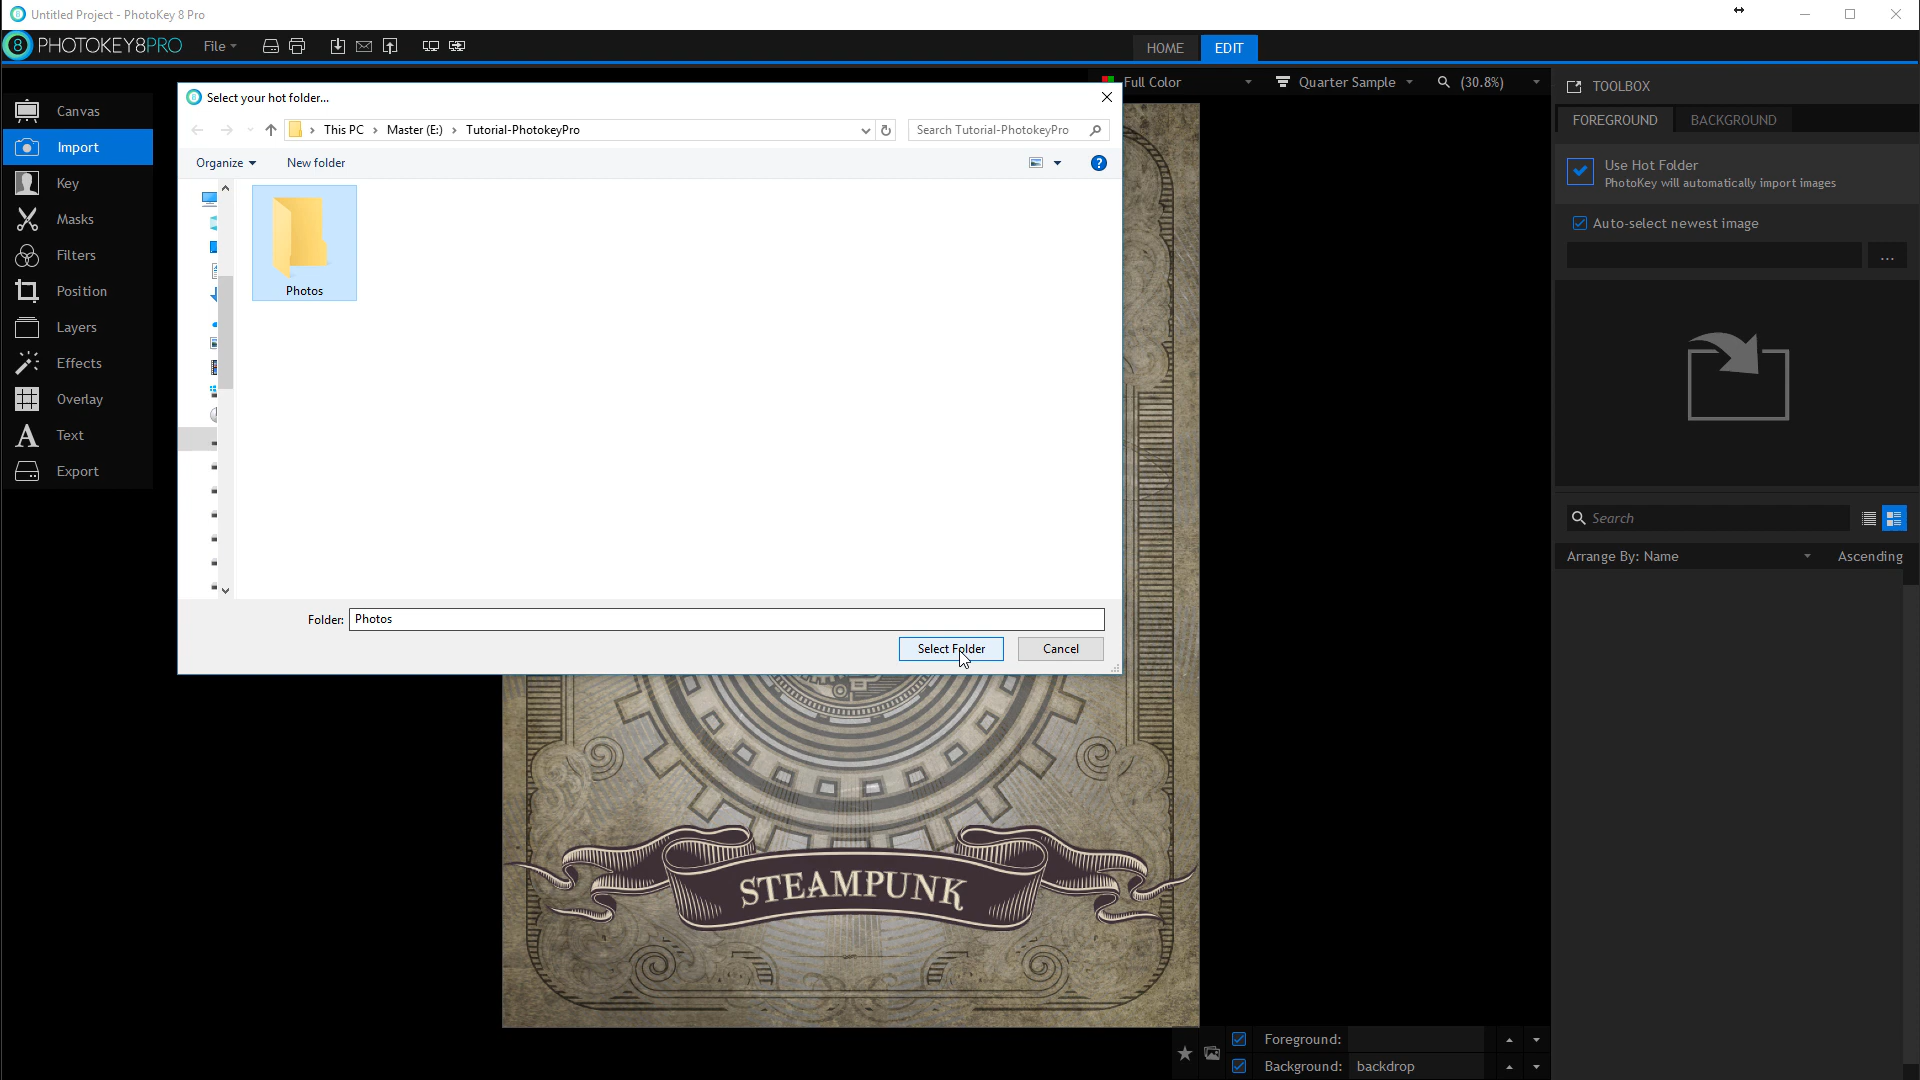 Untitled Project - PhotoKey 8 Pro
8 PHOTOKEY8PRO
File
HOME
EDIT
Select your hot folder...
Full Color
Quarter Sample
(30.8%)
TOOLBOX
Canvas
Import
Key
Masks
Filters
Position
Layers
Effects
Overlay
Text
Export
This PC > Master (E:) > Tutorial-PhotokeyPro
Search Tutorial-PhotokeyPro
Organize
New folder
?
Photos
Folder: Photos
Select Folder
Cancel
FOREGROUND
BACKGROUND
Use Hot Folder
PhotoKey will automatically import images
Auto-select newest image
...
Search
Arrange By: Name
Ascending
STEAMPUNK
Foreground:
Background: backdrop